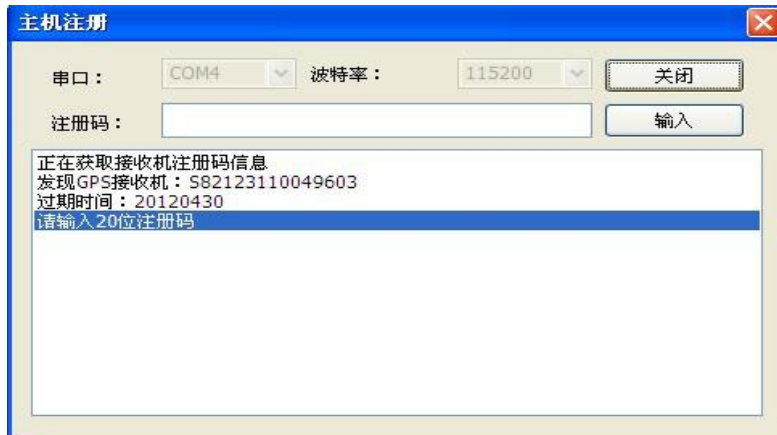 主机注册
串口： COM4 波特率： 115200 关闭
注册码： 输入
正在获取接收机注册码信息
发现GPS接收机：S82123110049603
过期时间：20120430
请输入20位注册码